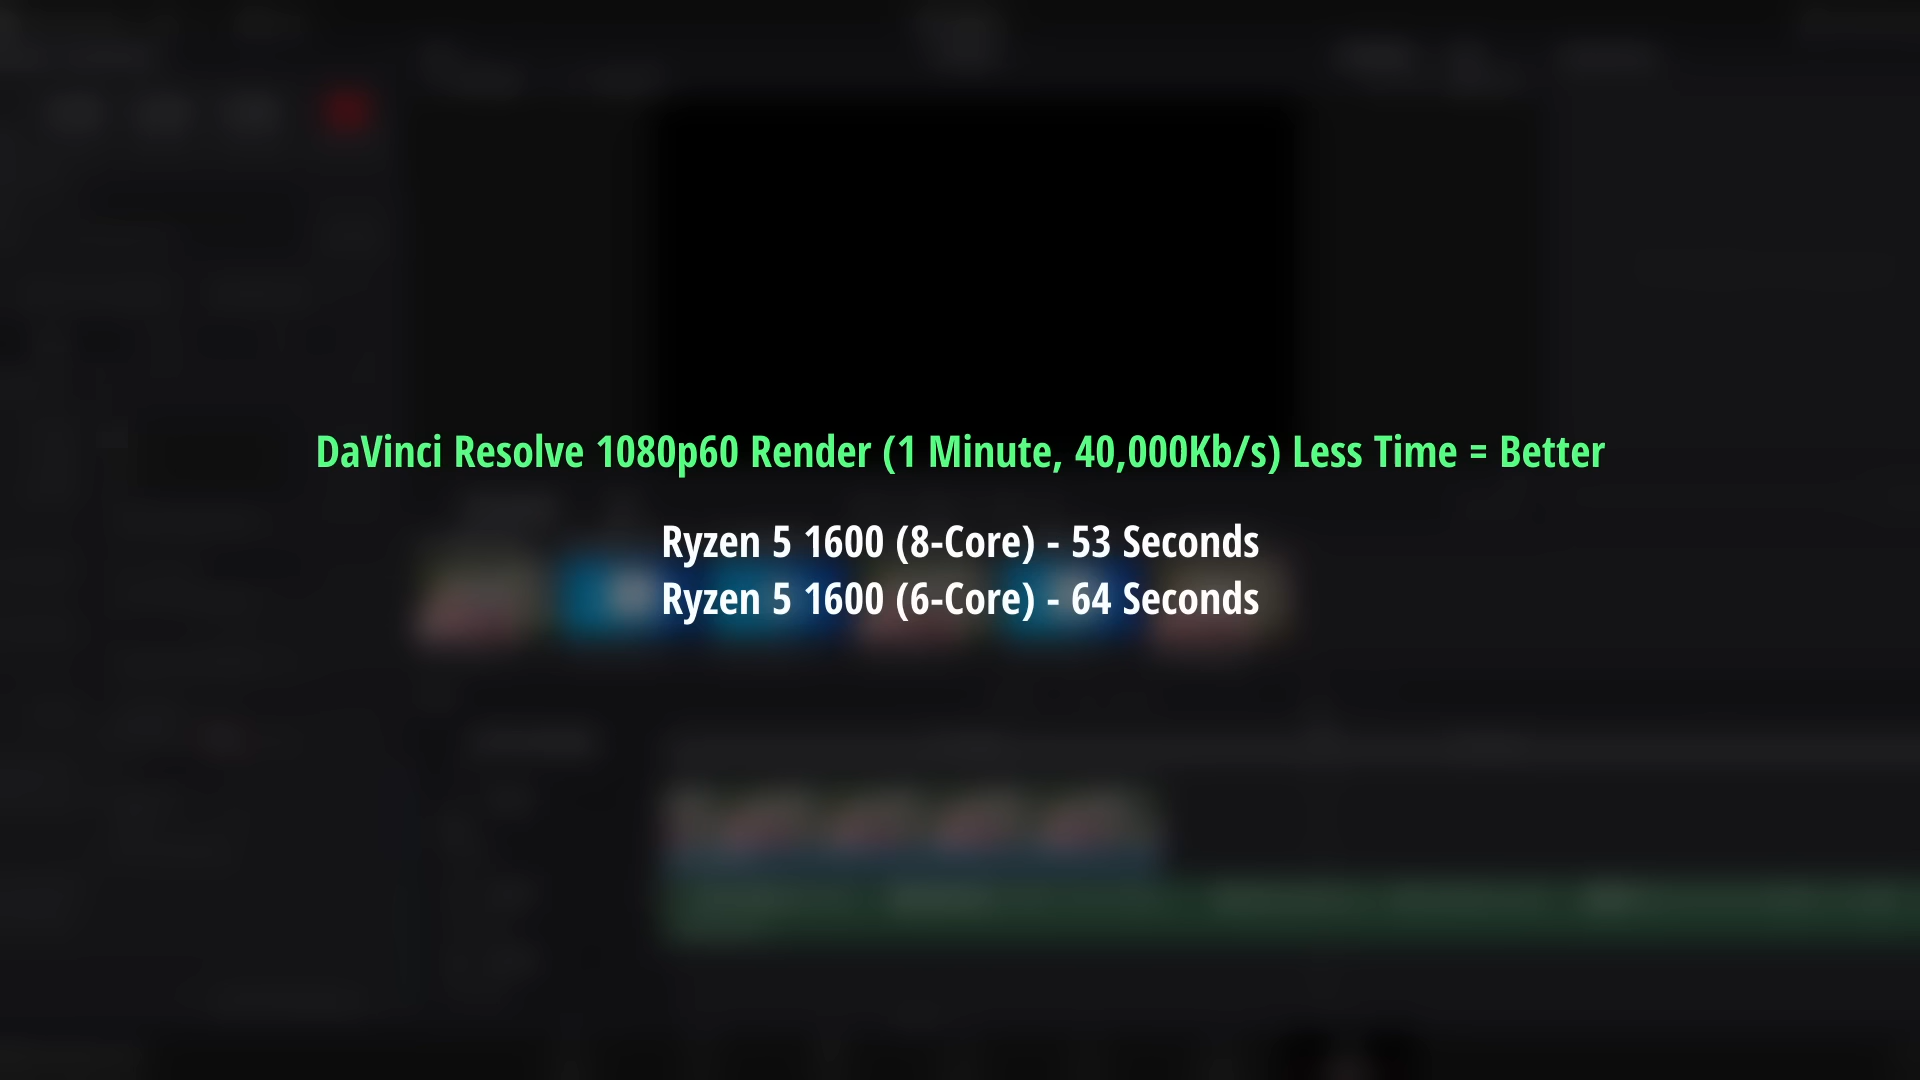 DaVinci Resolve 1080p60 Render (1 Minute, 40,000Kb/s) Less Time = Better
Ryzen 5 1600 (8-Core) - 53 Seconds
Ryzen 5 1600 (6-Core) - 64 Seconds